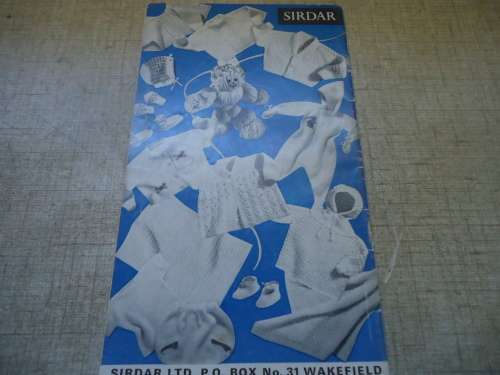 SIRDAR
SIRDAR LTD. P.O. BOX No. 31 WAKEFIELD